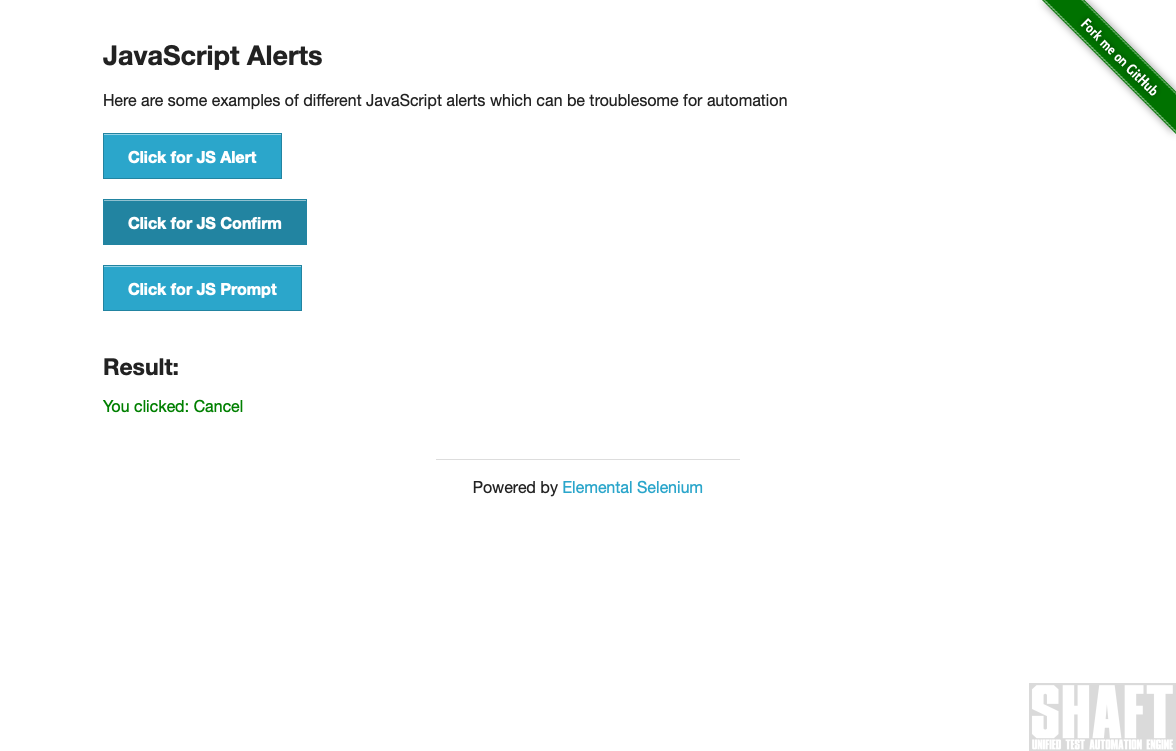 Fork me on GitHub
JavaScript Alerts
Here are some examples of different JavaScript alerts which can be troublesome for automation
Click for JS Alert
Click for JS Confirm
Click for JS Prompt
Result:
You clicked: Cancel
Powered by Elemental Selenium
SHAFT
UNIFIED TEST AUTOMATION ENGINE